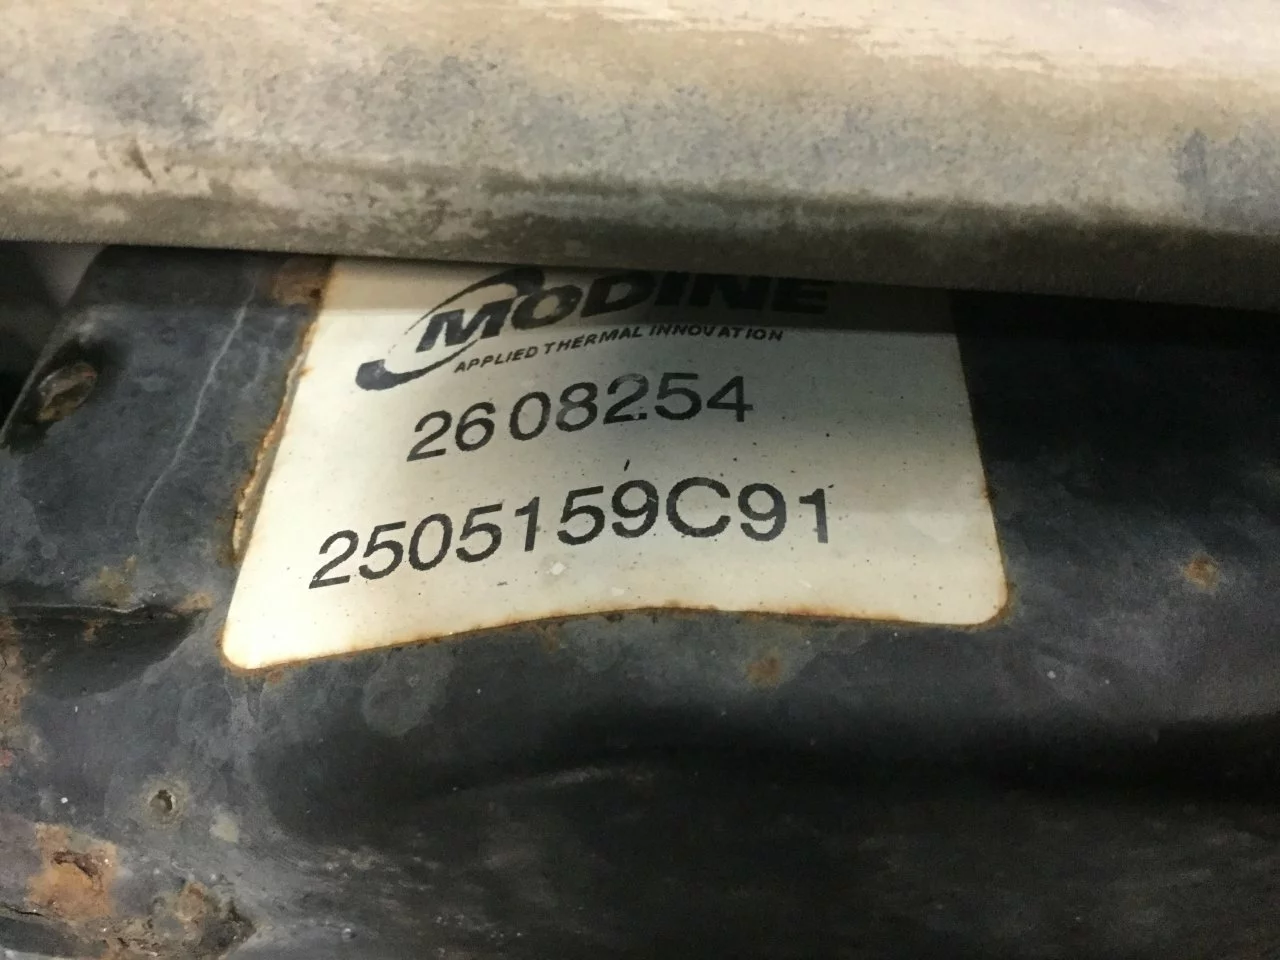 MODINE
APPLIED THERMAL INNOVATION
2608254
2505159C91